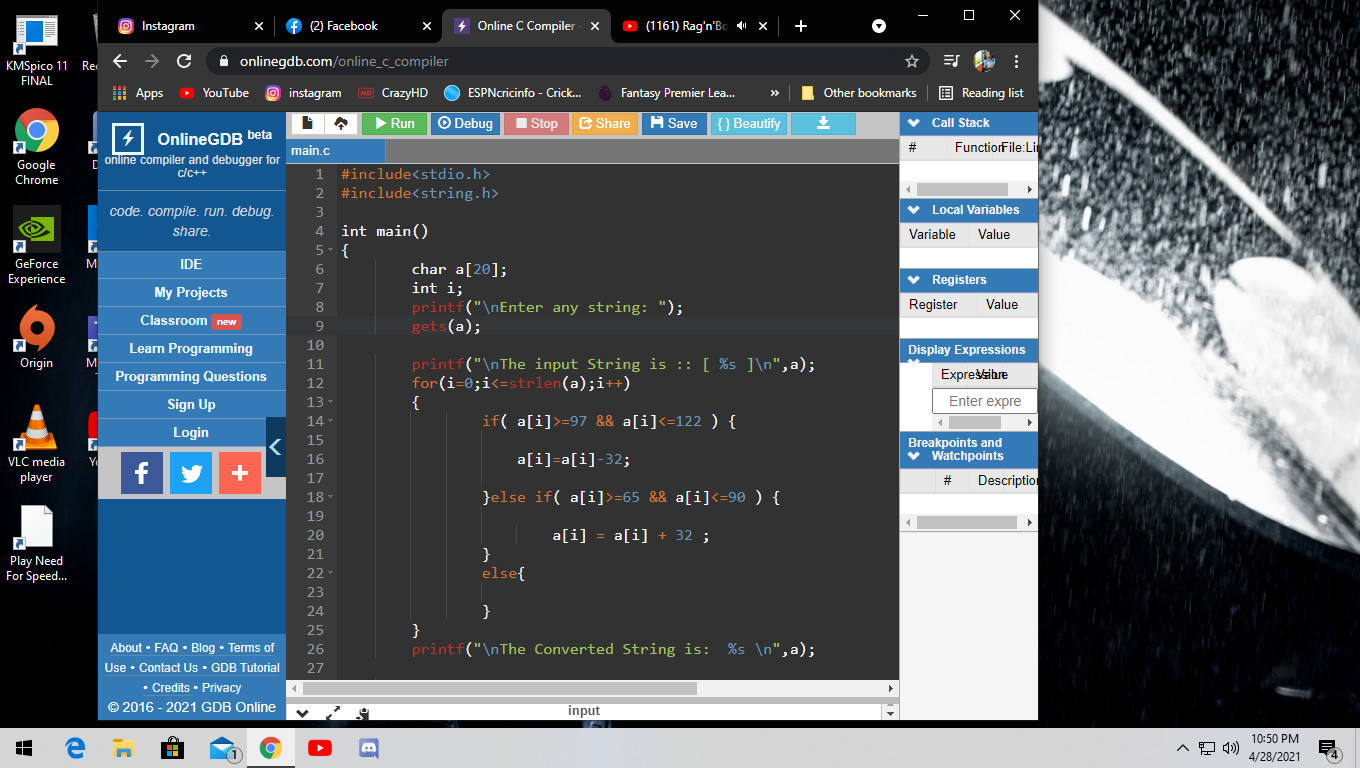 Instagram
(2) Facebook
Online C Compiler -
(1161) Rag'n'Bo
onlinegdb.com/online_c_compiler
Apps
YouTube
instagram
CrazyHD
ESPNcricinfo - Crick...
Fantasy Premier Lea...
»
Other bookmarks
Reading list
KMSpico 11
FINAL
Google
Chrome
GeForce
Experience
Origin
VLC media
player
Play Need
For Speed...
OnlineGDB beta
online compiler and debugger for
c/c++
code. compile. run. debug.
share.
IDE
My Projects
Classroom new
Learn Programming
Programming Questions
Sign Up
Login
About • FAQ • Blog • Terms of
Use • Contact Us • GDB Tutorial
• Credits • Privacy
© 2016 - 2021 GDB Online
Run
Debug
Stop
Share
Save
{ } Beautify
main.c
1 #include<stdio.h>
2 #include<string.h>
3
4 int main()
5 {
6 char a[20];
7 int i;
8 printf("\nEnter any string: ");
9 gets(a);
10
11 printf("\nThe input String is :: [ %s ]\n",a);
12 for(i=0;i<=strlen(a);i++)
13 {
14 if( a[i]>=97 && a[i]<=122 ) {
15
16 a[i]=a[i]-32;
17
18 }else if( a[i]>=65 && a[i]<=90 ) {
19
20 a[i] = a[i] + 32 ;
21 }
22 else{
23
24 }
25 }
26 printf("\nThe Converted String is:  %s \n",a);
27
input
Call Stack
# Function File:Lin
Local Variables
Variable Value
Registers
Register Value
Display Expressions
Expression Value
Enter expre
Breakpoints and
Watchpoints
# Description
1
10:50 PM
4/28/2021
4